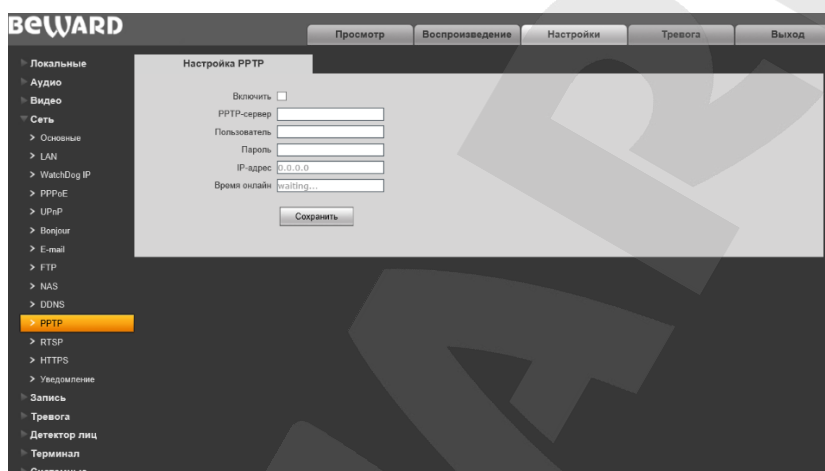 BEWARD
Просмотр Воспроизведение Настройки Тревога Выход
Локальные
Аудио
Видео
Сеть
> Основные
> LAN
> WatchDog IP
> PPPoE
> UPnP
> Bonjour
> E-mail
> FTP
> NAS
> DDNS
> PPTP
> RTSP
> HTTPS
> Уведомление
Запись
Тревога
Детектор лиц
Терминал
Системные
Настройка PPTP
Включить
PPTP-сервер
Пользователь
Пароль
IP-адрес 0.0.0.0
Время онлайн waiting...
Сохранить